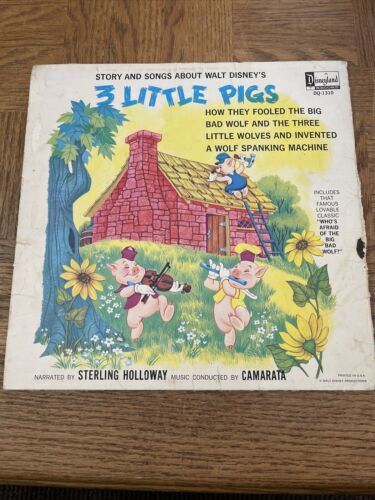 STORY AND SONGS ABOUT WALT DISNEY'S
3 LITTLE PIGS
HOW THEY FOOLED THE BIG
BAD WOLF AND THE THREE
LITTLE WOLVES AND INVENTED
A WOLF SPANKING MACHINE
Disneyland
DQ-1310
INCLUDES
THAT FAMOUS
LOVABLE
CLASSIC
"WHO'S
AFRAID
OF THE
BIG
BAD
WOLF?"
NARRATED BY STERLING HOLLOWAY MUSIC CONDUCTED BY CAMARATA
PRINTED IN U.S.A.
© WALT DISNEY PRODUCTIONS